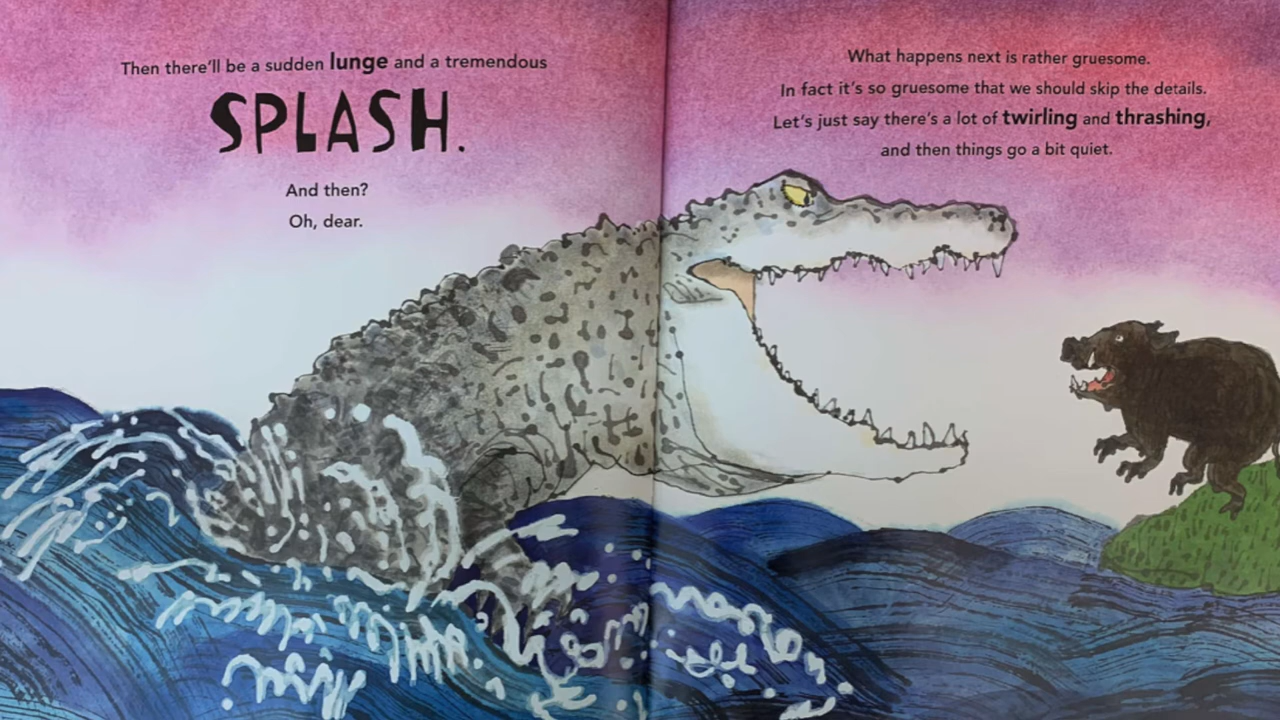 Then there'll be a sudden lunge and a tremendous
SPLASH.
And then?
Oh, dear.
What happens next is rather gruesome.
In fact it's so gruesome that we should skip the details.
Let's just say there's a lot of twirling and thrashing,
and then things go a bit quiet.